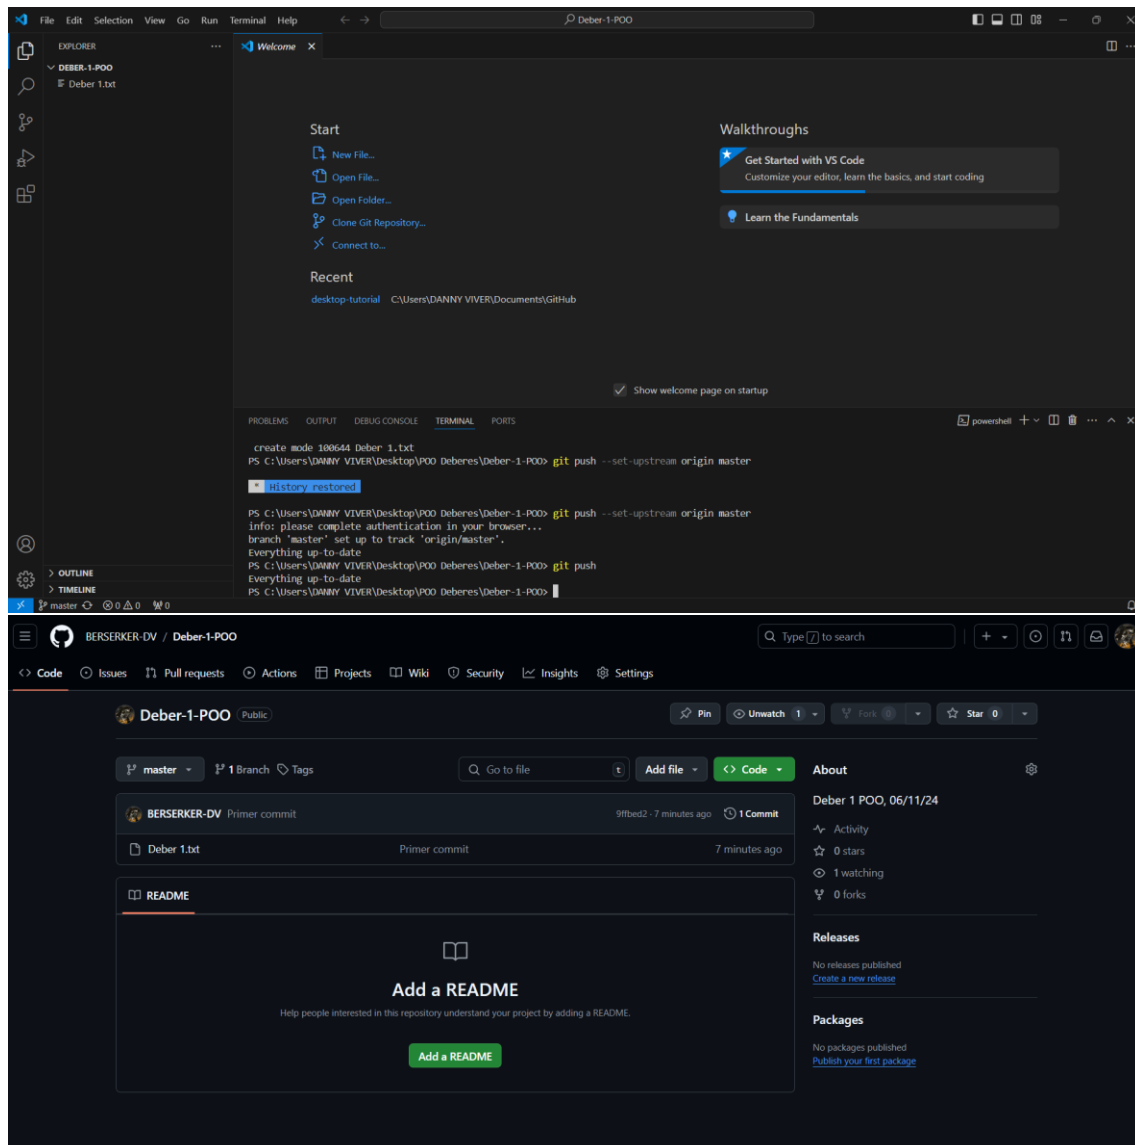 File Edit Selection View Go Run Terminal Help
Deber-1-POO
EXPLORER
Welcome
DEBER-1-POO
Deber 1.txt
Start
New File...
Open File...
Open Folder...
Clone Git Repository...
Connect to...
Recent
desktop-tutorial C:\Users\DANNY VIVER\Documents\GitHub
Walkthroughs
Get Started with VS Code
Customize your editor, learn the basics, and start coding
Learn the Fundamentals
Show welcome page on startup
PROBLEMS OUTPUT DEBUG CONSOLE TERMINAL PORTS
powershell
create mode 100644 Deber 1.txt
PS C:\Users\DANNY VIVER\Desktop\POO Deberes\Deber-1-POO> git push --set-upstream origin master
* History restored
PS C:\Users\DANNY VIVER\Desktop\POO Deberes\Deber-1-POO> git push --set-upstream origin master
info: please complete authentication in your browser...
branch 'master' set up to track 'origin/master'.
Everything up-to-date
PS C:\Users\DANNY VIVER\Desktop\POO Deberes\Deber-1-POO> git push
Everything up-to-date
PS C:\Users\DANNY VIVER\Desktop\POO Deberes\Deber-1-POO>
OUTLINE
TIMELINE
master 0 0 0
BERSERKER-DV / Deber-1-POO
Type / to search
Code Issues Pull requests Actions Projects Wiki Security Insights Settings
Deber-1-POO Public
Pin Unwatch 1 Fork 0 Star 0
master 1 Branch Tags
Go to file t
Add file Code
BERSERKER-DV Primer commit 9ffbed2 · 7 minutes ago 1 Commit
Deber 1.txt Primer commit 7 minutes ago
README
Add a README
Help people interested in this repository understand your project by adding a README.
Add a README
About
Deber 1 POO, 06/11/24
Activity
0 stars
1 watching
0 forks
Releases
No releases published
Create a new release
Packages
No packages published
Publish your first package